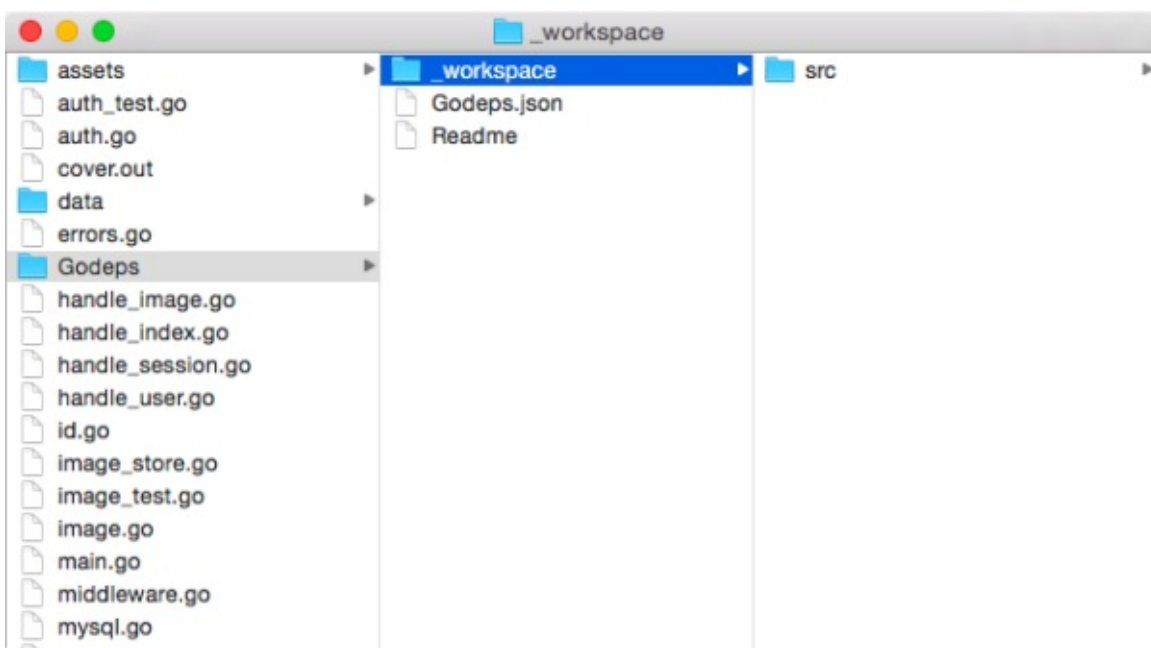 _workspace
assets
auth_test.go
auth.go
cover.out
data
errors.go
Godeps
handle_image.go
handle_index.go
handle_session.go
handle_user.go
id.go
image_store.go
image_test.go
image.go
main.go
middleware.go
mysql.go
_workspace
Godeps.json
Readme
src